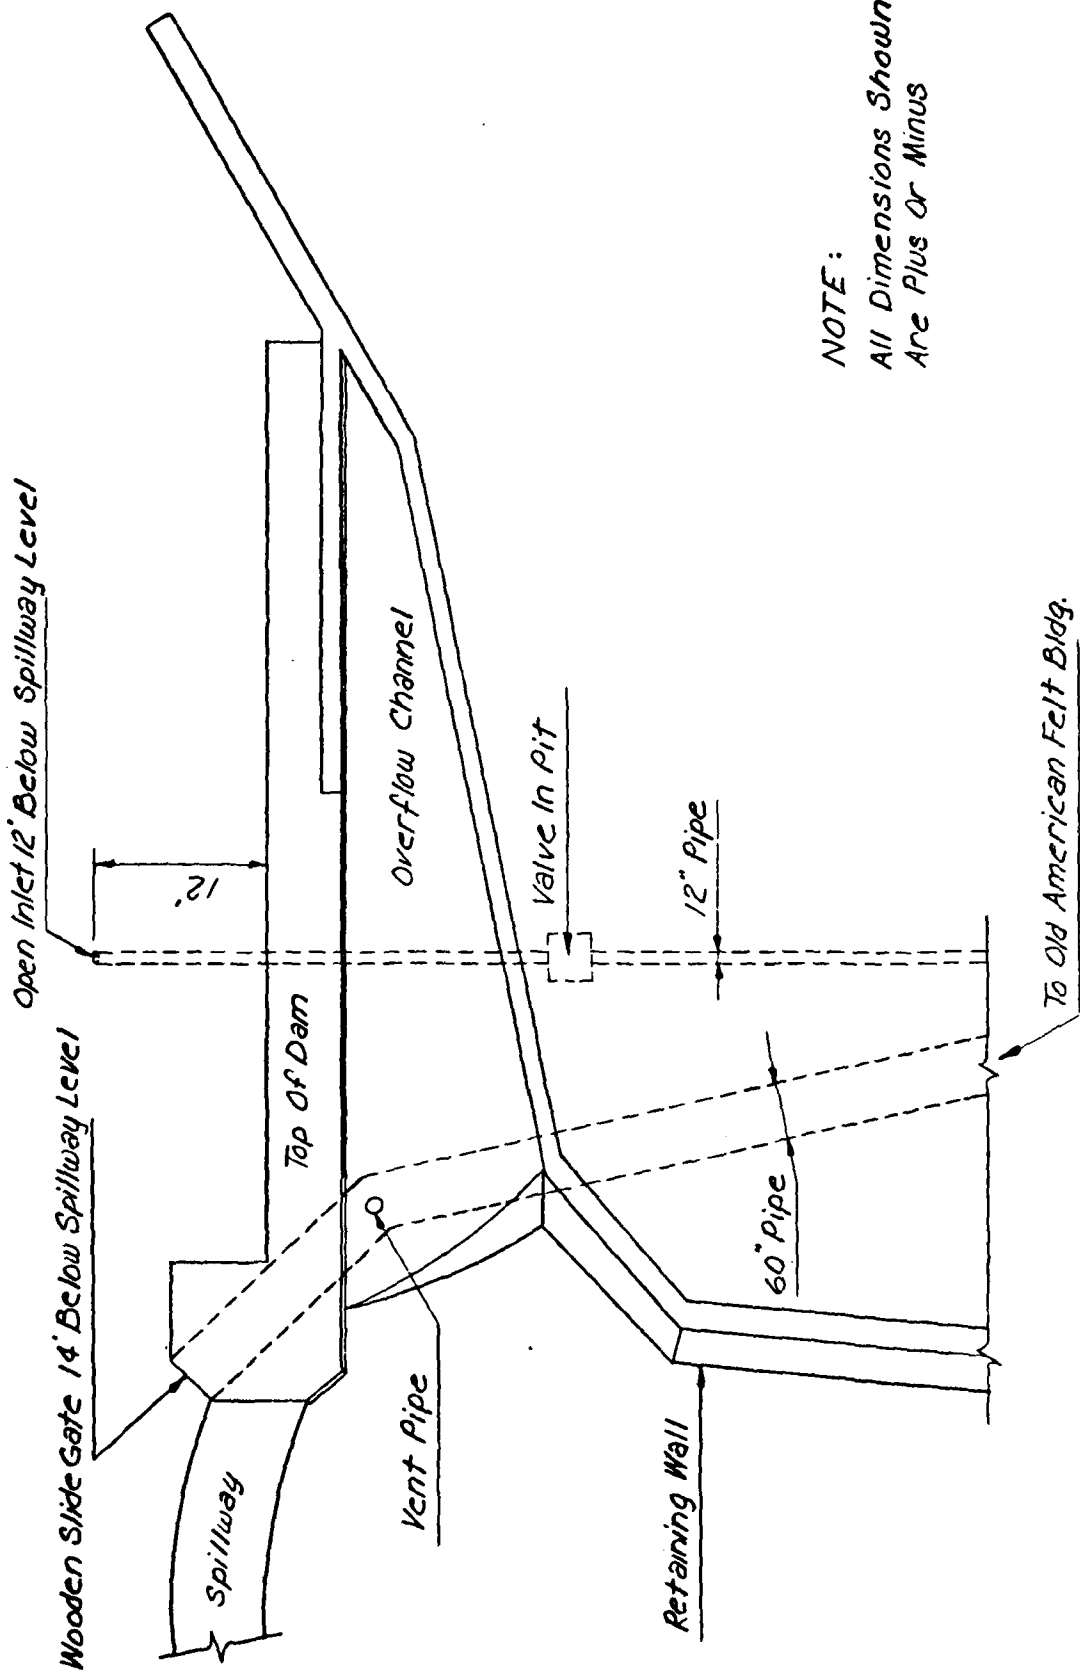 Open Inlet 12' Below Spillway Level
Wooden Slide Gate 14' Below Spillway Level
12'
Top Of Dam
Spillway
Overflow Channel
Vent Pipe
Valve In Pit
12" Pipe
60" Pipe
Retaining Wall
To Old American Felt Bldg.
NOTE:
All Dimensions Shown
Are Plus Or Minus